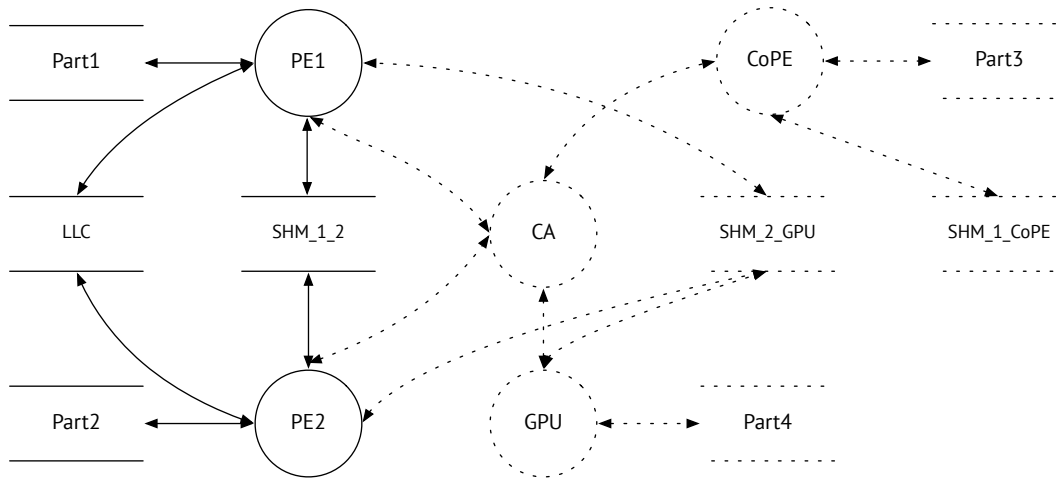 Part1
PE1
CoPE
Part3
LLC
SHM_1_2
CA
SHM_2_GPU
SHM_1_CoPE
Part2
PE2
GPU
Part4